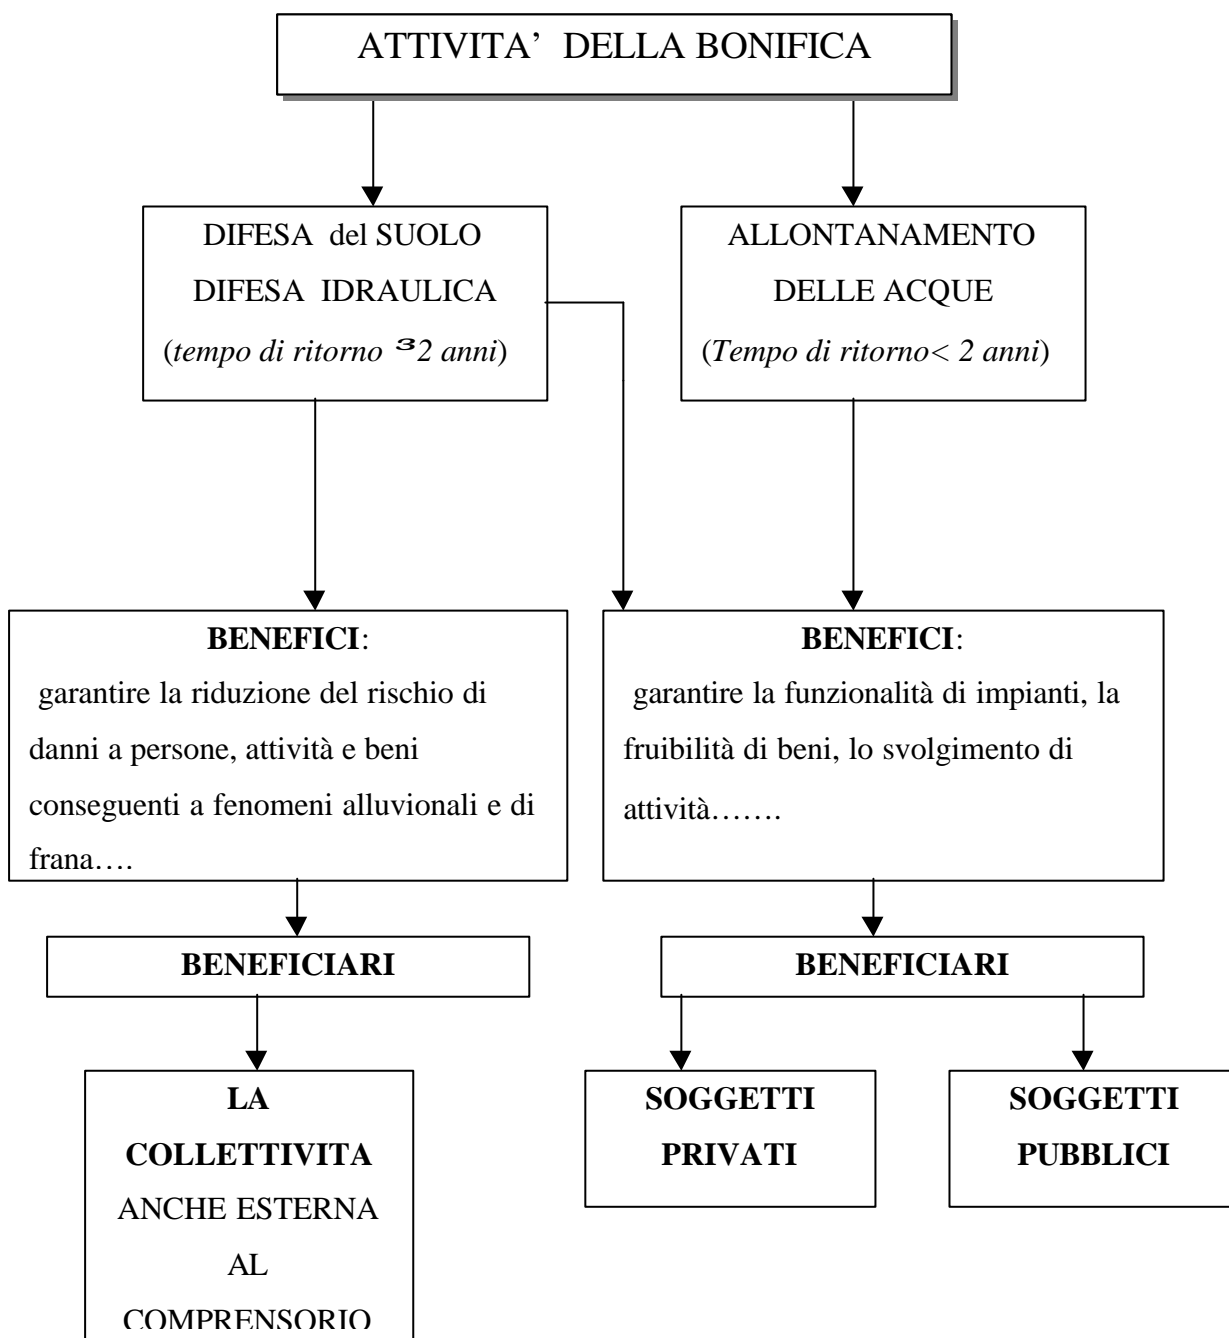 ATTIVITA’ DELLA BONIFICA
DIFESA del SUOLO
DIFESA IDRAULICA
(tempo di ritorno ³2 anni)
ALLONTANAMENTO
DELLE ACQUE
(Tempo di ritorno< 2 anni)
BENEFICI:
garantire la riduzione del rischio di
danni a persone, attività e beni
conseguenti a fenomeni alluvionali e di
frana….
BENEFICI:
garantire la funzionalità di impianti, la
fruibilità di beni, lo svolgimento di
attività…….
BENEFICIARI
BENEFICIARI
LA
COLLETTIVITA
ANCHE ESTERNA
AL
COMPRENSORIO
SOGGETTI
PRIVATI
SOGGETTI
PUBBLICI